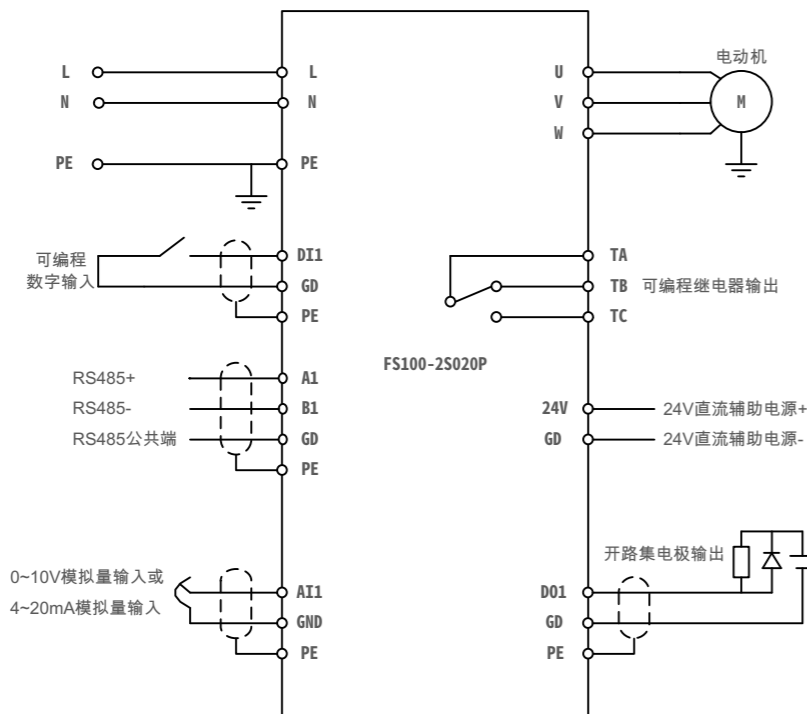 电动机
L
L
U
N
N
V
M
W
PE
PE
可编程
数字输入
DI1
GD
PE
TA
TB
可编程继电器输出
TC
FS100-2S020P
RS485+
A1
RS485-
B1
24V
24V直流辅助电源+
RS485公共端
GD
GD
24V直流辅助电源-
PE
开路集电极输出
0~10V模拟量输入或
AI1
DO1
4~20mA模拟量输入
GND
GD
PE
PE